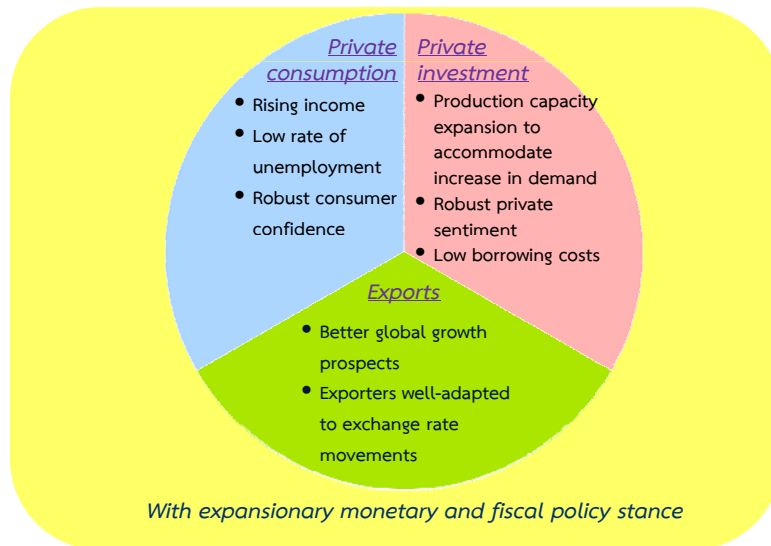 Private
consumption
• Rising income
• Low rate of
unemployment
• Robust consumer
confidence
Private
investment
• Production capacity
expansion to
accommodate
increase in demand
• Robust private
sentiment
• Low borrowing costs
Exports
• Better global growth
prospects
• Exporters well-adapted
to exchange rate
movements
With expansionary monetary and fiscal policy stance